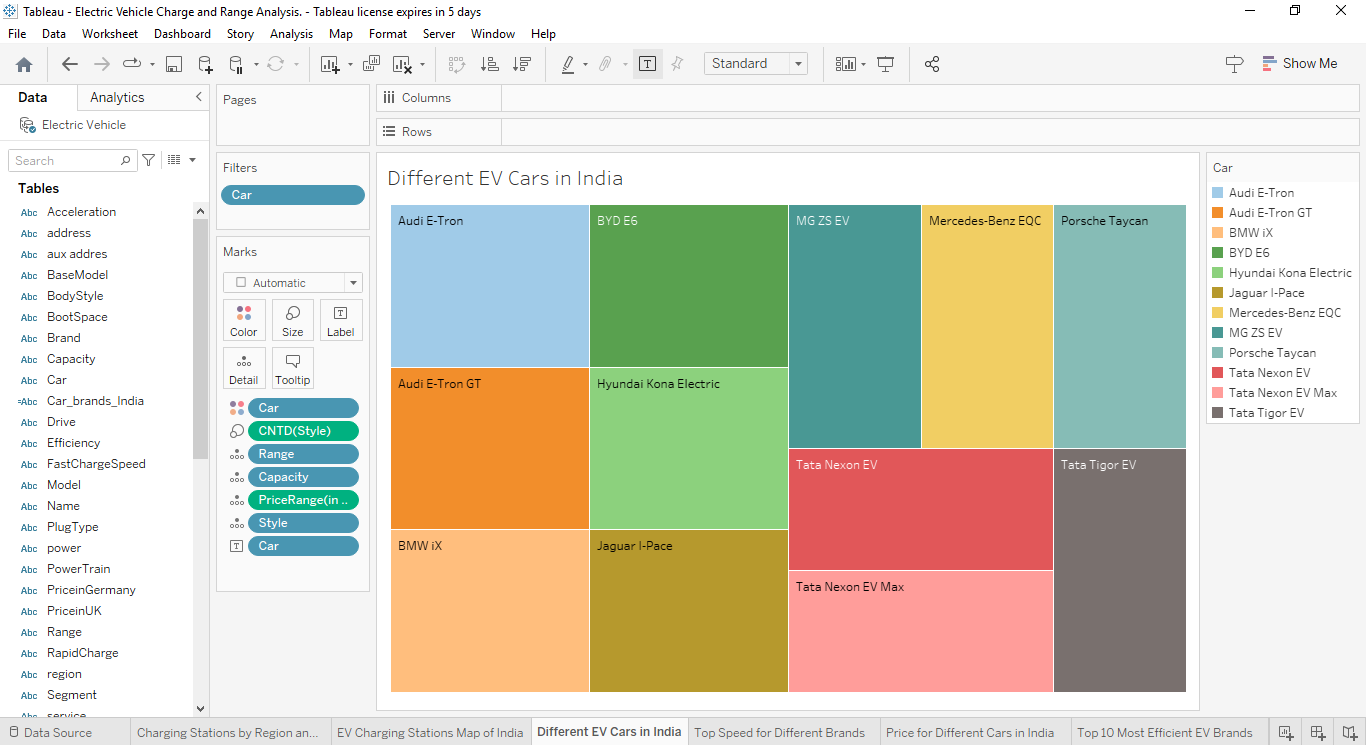 Tableau - Electric Vehicle Charge and Range Analysis. - Tableau license expires in 5 days
File Data Worksheet Dashboard Story Analysis Map Format Server Window Help
Standard
Show Me
Data Analytics
Electric Vehicle
Search
Tables
Abc Acceleration
Abc address
Abc aux addres
Abc BaseModel
Abc BodyStyle
Abc BootSpace
Abc Brand
Abc Capacity
Abc Car
=Abc Car_brands_India
Abc Drive
Abc Efficiency
Abc FastChargeSpeed
Abc Model
Abc Name
Abc PlugType
Abc power
Abc PowerTrain
Abc PriceinGermany
Abc PriceinUK
Abc Range
Abc RapidCharge
Abc region
Abc Segment
Abc service
Pages
Filters
Car
Marks
Automatic
Color Size Label
Detail Tooltip
Car
CNTD(Style)
Range
Capacity
PriceRange(in ..
Style
Car
Columns
Rows
Different EV Cars in India
Audi E-Tron
BYD E6
MG ZS EV
Mercedes-Benz EQC
Porsche Taycan
Audi E-Tron GT
Hyundai Kona Electric
Tata Nexon EV
Tata Tigor EV
BMW iX
Jaguar I-Pace
Tata Nexon EV Max
Car
Audi E-Tron
Audi E-Tron GT
BMW iX
BYD E6
Hyundai Kona Electric
Jaguar I-Pace
Mercedes-Benz EQC
MG ZS EV
Porsche Taycan
Tata Nexon EV
Tata Nexon EV Max
Tata Tigor EV
Data Source
Charging Stations by Region an...
EV Charging Stations Map of India
Different EV Cars in India
Top Speed for Different Brands
Price for Different Cars in India
Top 10 Most Efficient EV Brands